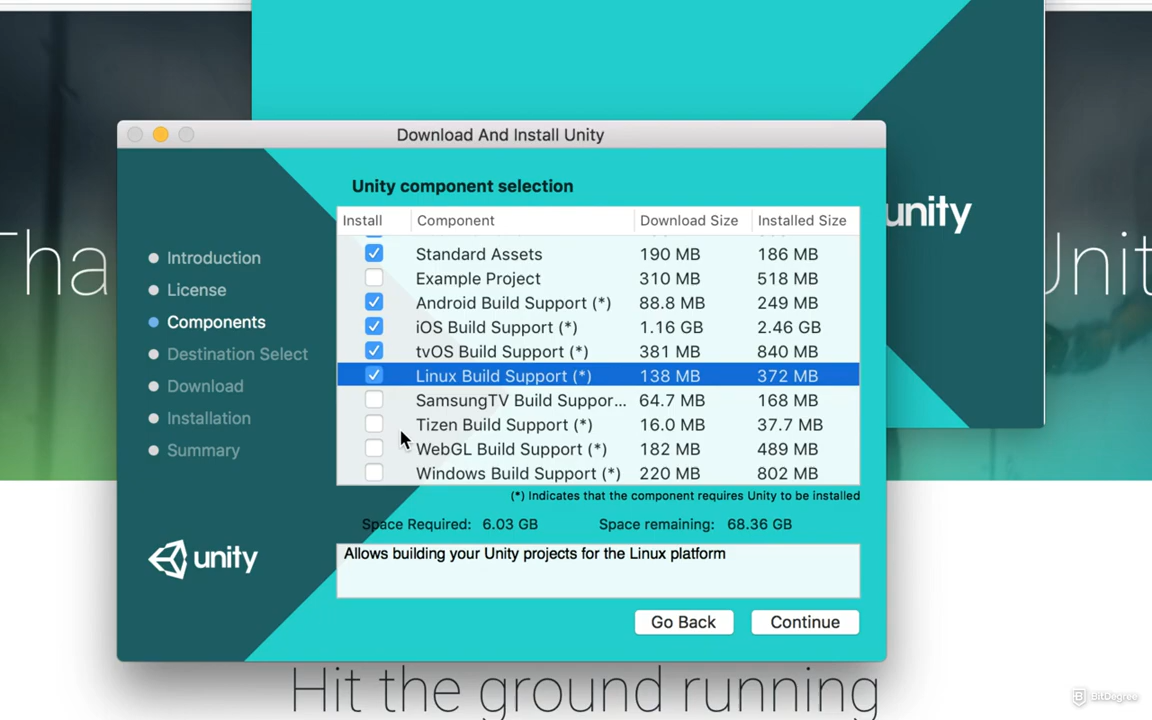 Download And Install Unity
Unity component selection
Install Component Download Size Installed Size
Standard Assets 190 MB 186 MB
Example Project 310 MB 518 MB
Android Build Support (*) 88.8 MB 249 MB
iOS Build Support (*) 1.16 GB 2.46 GB
tvOS Build Support (*) 381 MB 840 MB
Linux Build Support (*) 138 MB 372 MB
SamsungTV Build Suppor... 64.7 MB 168 MB
Tizen Build Support (*) 16.0 MB 37.7 MB
WebGL Build Support (*) 182 MB 489 MB
Windows Build Support (*) 220 MB 802 MB
(*) Indicates that the component requires Unity to be installed
Space Required: 6.03 GB Space remaining: 68.36 GB
Allows building your Unity projects for the Linux platform
Go Back Continue
Introduction
License
Components
Destination Select
Download
Installation
Summary
unity
unity
Tha
Unit
Hit the ground running
BitDegree